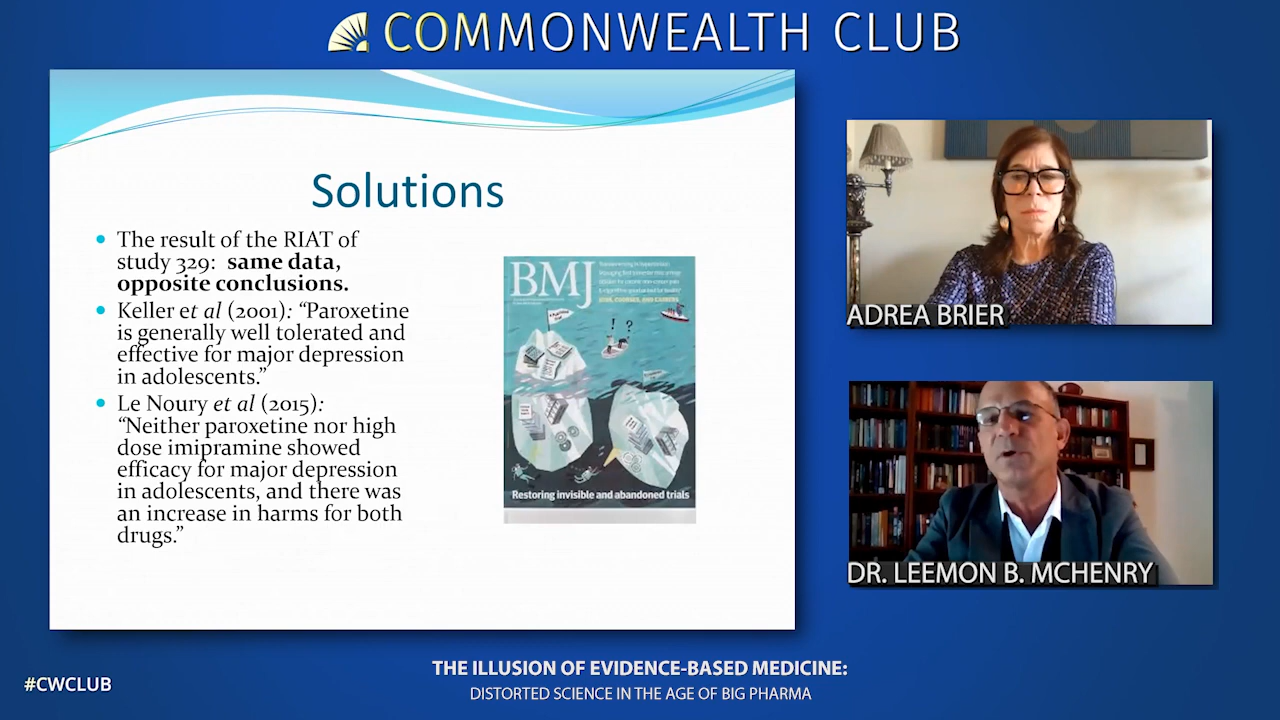 COMMONWEALTH CLUB
Solutions
• The result of the RIAT of
study 329: same data,
opposite conclusions.
• Keller et al (2001): “Paroxetine
is generally well tolerated and
effective for major depression
in adolescents.”
• Le Noury et al (2015):
“Neither paroxetine nor high
dose imipramine showed
efficacy for major depression
in adolescents, and there was
an increase in harms for both
drugs.”
BMJ
! ?
Restoring invisible and abandoned trials
ADREA BRIER
DR. LEEMON B. MCHENRY
#CWCLUB
THE ILLUSION OF EVIDENCE-BASED MEDICINE:
DISTORTED SCIENCE IN THE AGE OF BIG PHARMA